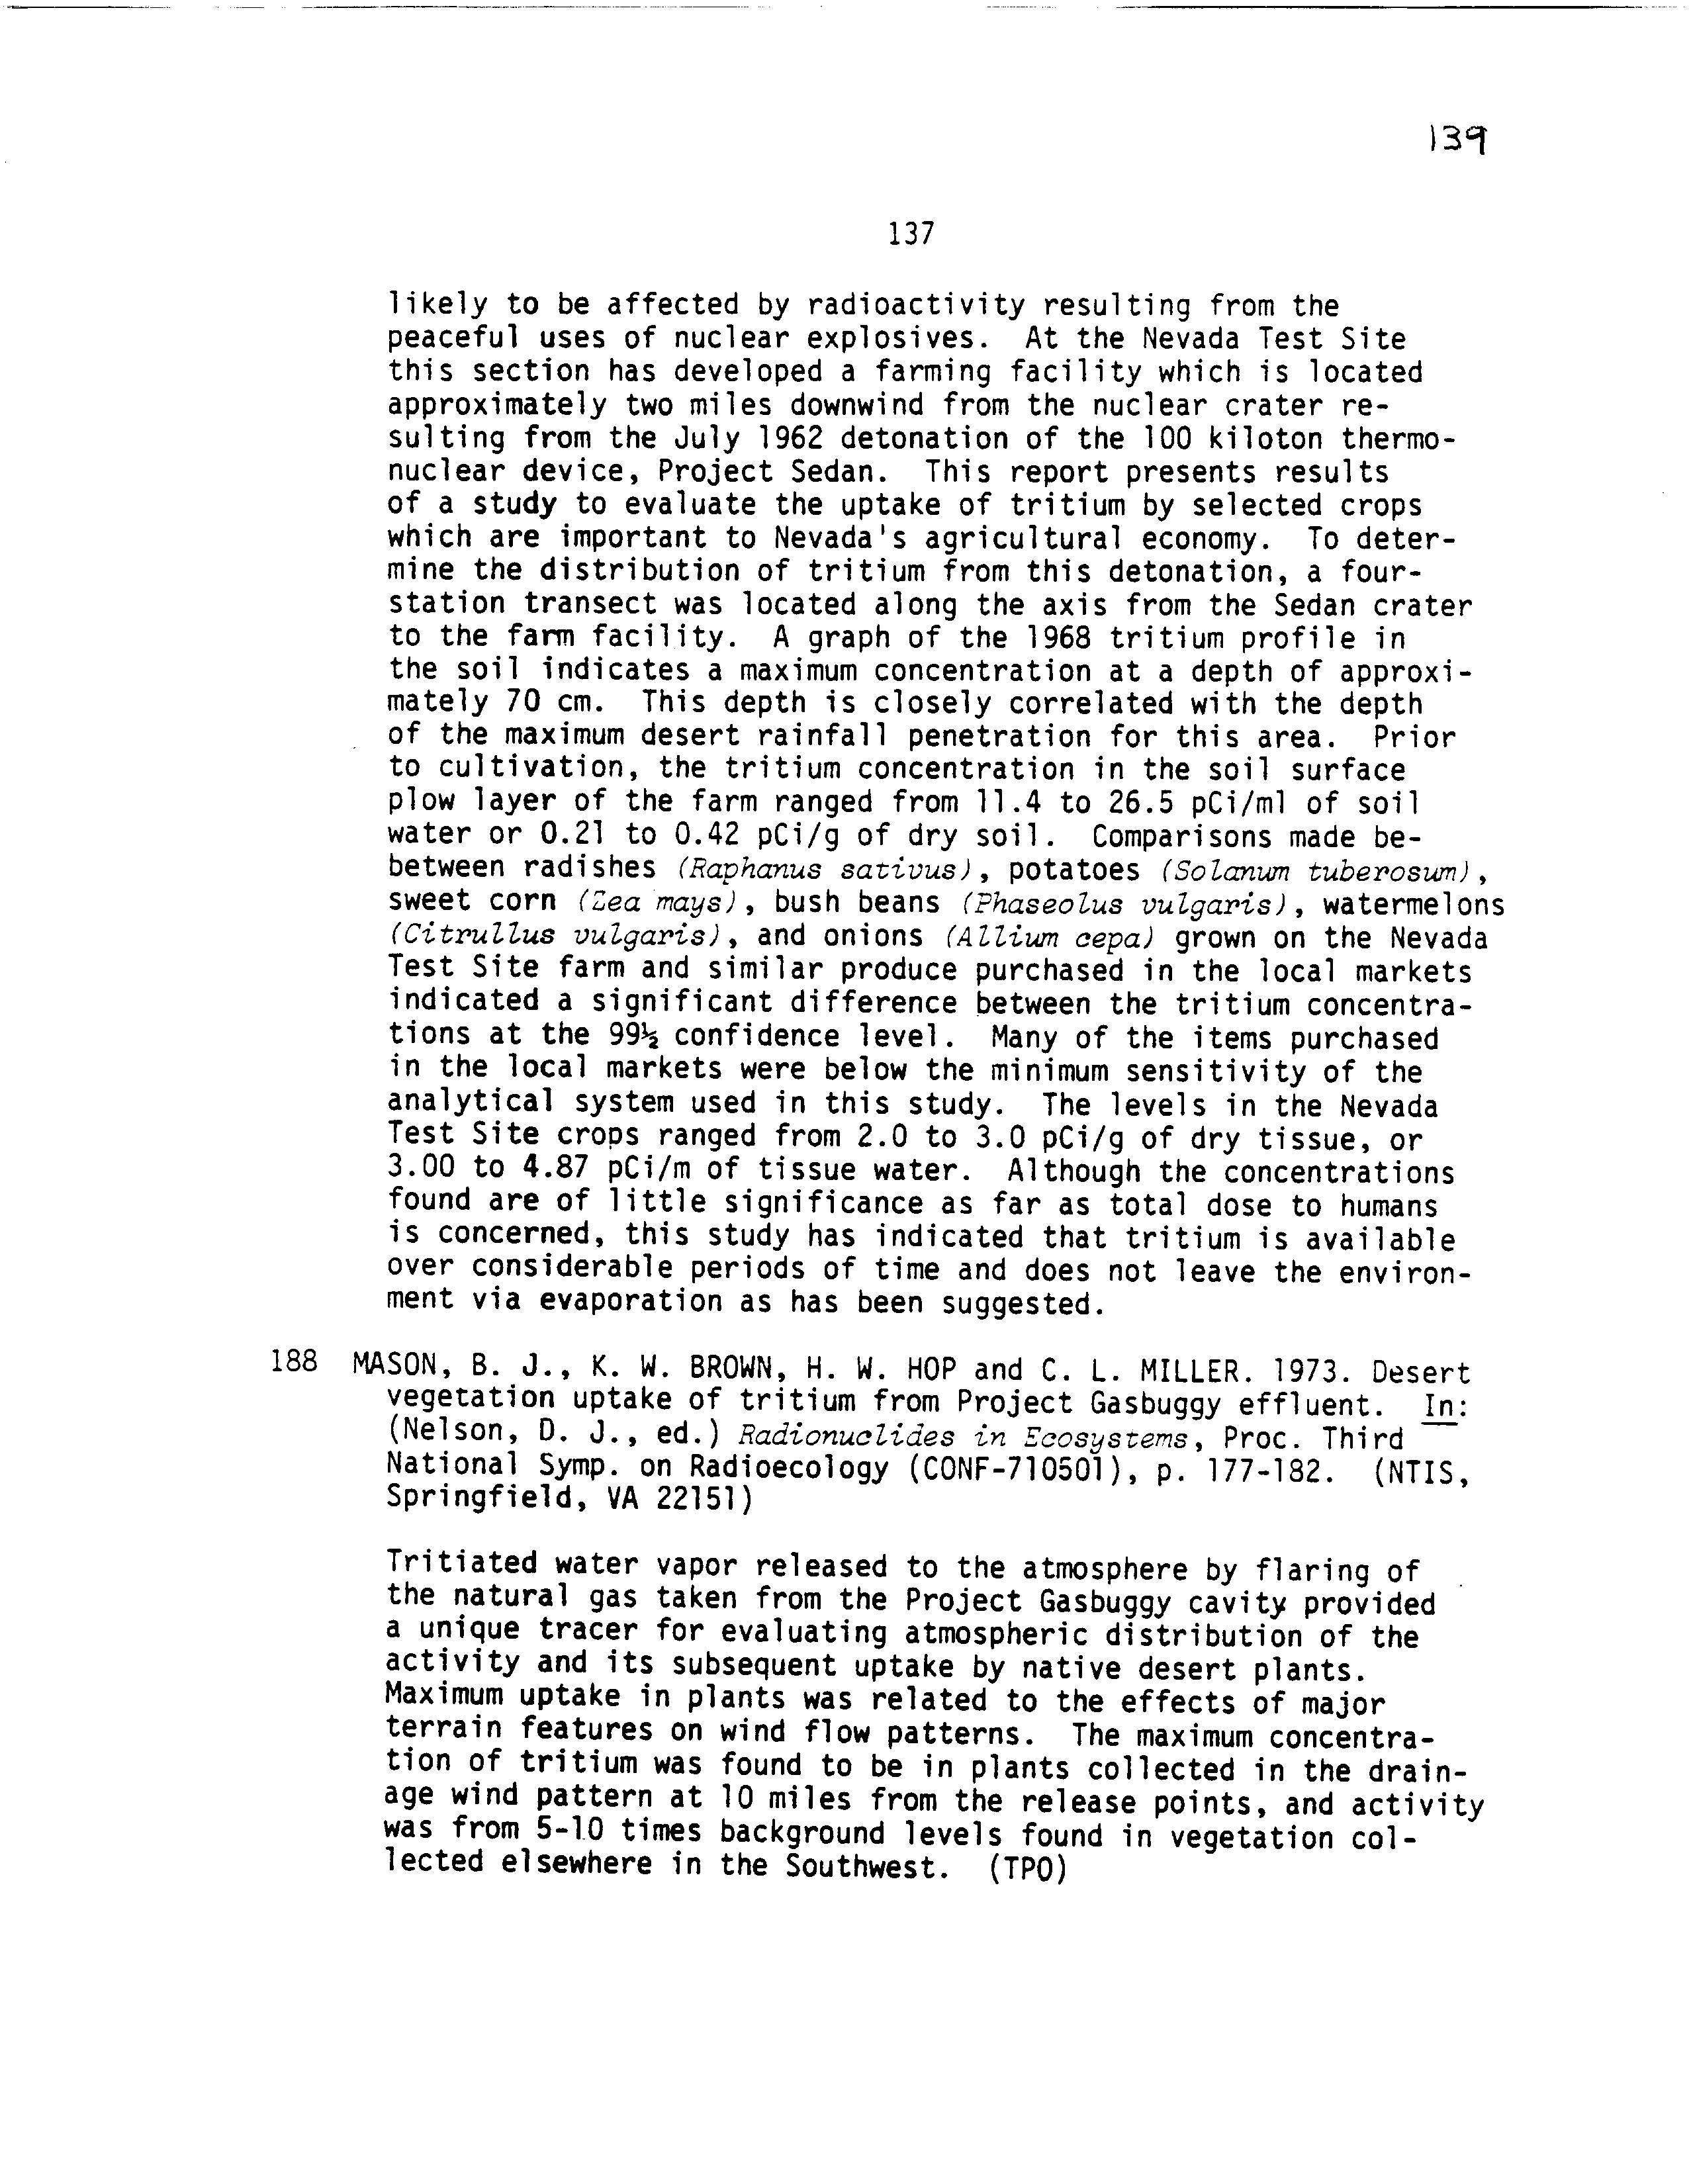 139
137
likely to be affected by radioactivity resulting from the
peaceful uses of nuclear explosives. At the Nevada Test Site
this section has developed a farming facility which is located
approximately two miles downwind from the nuclear crater re-
sulting from the July 1962 detonation of the 100 kiloton thermo-
nuclear device, Project Sedan. This report presents results
of a study to evaluate the uptake of tritium by selected crops
which are important to Nevada's agricultural economy. To deter-
mine the distribution of tritium from this detonation, a four-
station transect was located along the axis from the Sedan crater
to the farm facility. A graph of the 1968 tritium profile in
the soil indicates a maximum concentration at a depth of approxi-
mately 70 cm. This depth is closely correlated with the depth
of the maximum desert rainfall penetration for this area. Prior
to cultivation, the tritium concentration in the soil surface
plow layer of the farm ranged from 11.4 to 26.5 pCi/ml of soil
water or 0.21 to 0.42 pCi/g of dry soil. Comparisons made be-
between radishes (Raphanus sativus), potatoes (Solanum tuberosum),
sweet corn (Zea mays), bush beans (Phaseolus vulgaris), watermelons
(Citrullus vulgaris), and onions (Allium cepa) grown on the Nevada
Test Site farm and similar produce purchased in the local markets
indicated a significant difference between the tritium concentra-
tions at the 99½ confidence level. Many of the items purchased
in the local markets were below the minimum sensitivity of the
analytical system used in this study. The levels in the Nevada
Test Site crops ranged from 2.0 to 3.0 pCi/g of dry tissue, or
3.00 to 4.87 pCi/m of tissue water. Although the concentrations
found are of little significance as far as total dose to humans
is concerned, this study has indicated that tritium is available
over considerable periods of time and does not leave the environ-
ment via evaporation as has been suggested.
188 MASON, B. J., K. W. BROWN, H. W. HOP and C. L. MILLER. 1973. Desert
vegetation uptake of tritium from Project Gasbuggy effluent. In:
(Nelson, D. J., ed.) Radionuclides in Ecosystems, Proc. Third
National Symp. on Radioecology (CONF-710501), p. 177-182. (NTIS,
Springfield, VA 22151)
Tritiated water vapor released to the atmosphere by flaring of
the natural gas taken from the Project Gasbuggy cavity provided
a unique tracer for evaluating atmospheric distribution of the
activity and its subsequent uptake by native desert plants.
Maximum uptake in plants was related to the effects of major
terrain features on wind flow patterns. The maximum concentra-
tion of tritium was found to be in plants collected in the drain-
age wind pattern at 10 miles from the release points, and activity
was from 5-10 times background levels found in vegetation col-
lected elsewhere in the Southwest. (TPO)